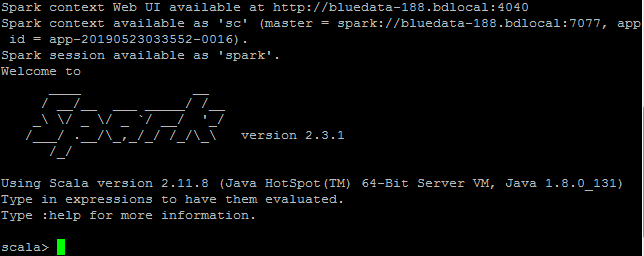 Spark context Web UI available at http://bluedata-188.bdlocal:4040
Spark context available as 'sc' (master = spark://bluedata-188.bdlocal:7077, app
 id = app-20190523033552-0016).
Spark session available as 'spark'.
Welcome to
      ____              __
     / __/__  ___ _____/ /__
    _\ \/ _ \/ _ `/ __/  '_/
   /___/ .__/\_,_/_/ /_/\_\   version 2.3.1
      /_/
Using Scala version 2.11.8 (Java HotSpot(TM) 64-Bit Server VM, Java 1.8.0_131)
Type in expressions to have them evaluated.
Type :help for more information.
scala>